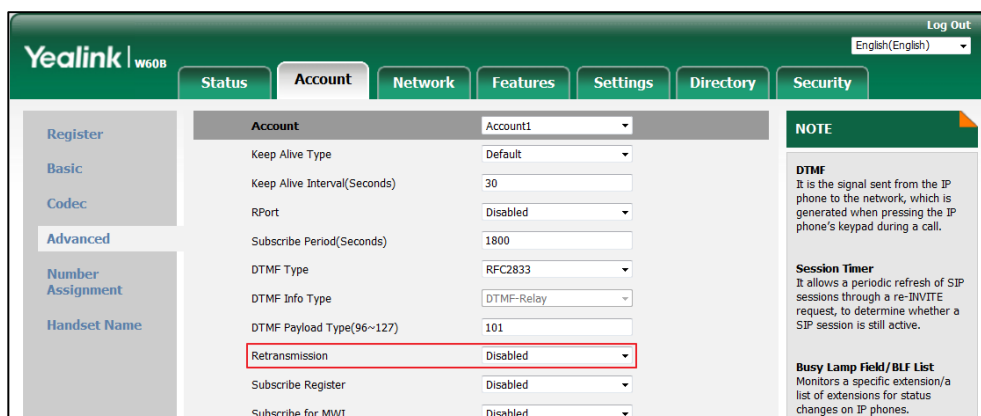 Log Out
Yealink | W60B
English(English)
Status Account Network Features Settings Directory Security
Register
Basic
Codec
Advanced
Number
Assignment
Handset Name
Account Account1
Keep Alive Type Default
Keep Alive Interval(Seconds) 30
RPort Disabled
Subscribe Period(Seconds) 1800
DTMF Type RFC2833
DTMF Info Type DTMF-Relay
DTMF Payload Type(96~127) 101
Retransmission Disabled
Subscribe Register Disabled
Subscribe for MWI Disabled
NOTE
DTMF
It is the signal sent from the IP
phone to the network, which is
generated when pressing the IP
phone's keypad during a call.
Session Timer
It allows a periodic refresh of SIP
sessions through a re-INVITE
request, to determine whether a
SIP session is still active.
Busy Lamp Field/BLF List
Monitors a specific extension/a
list of extensions for status
changes on IP phones.